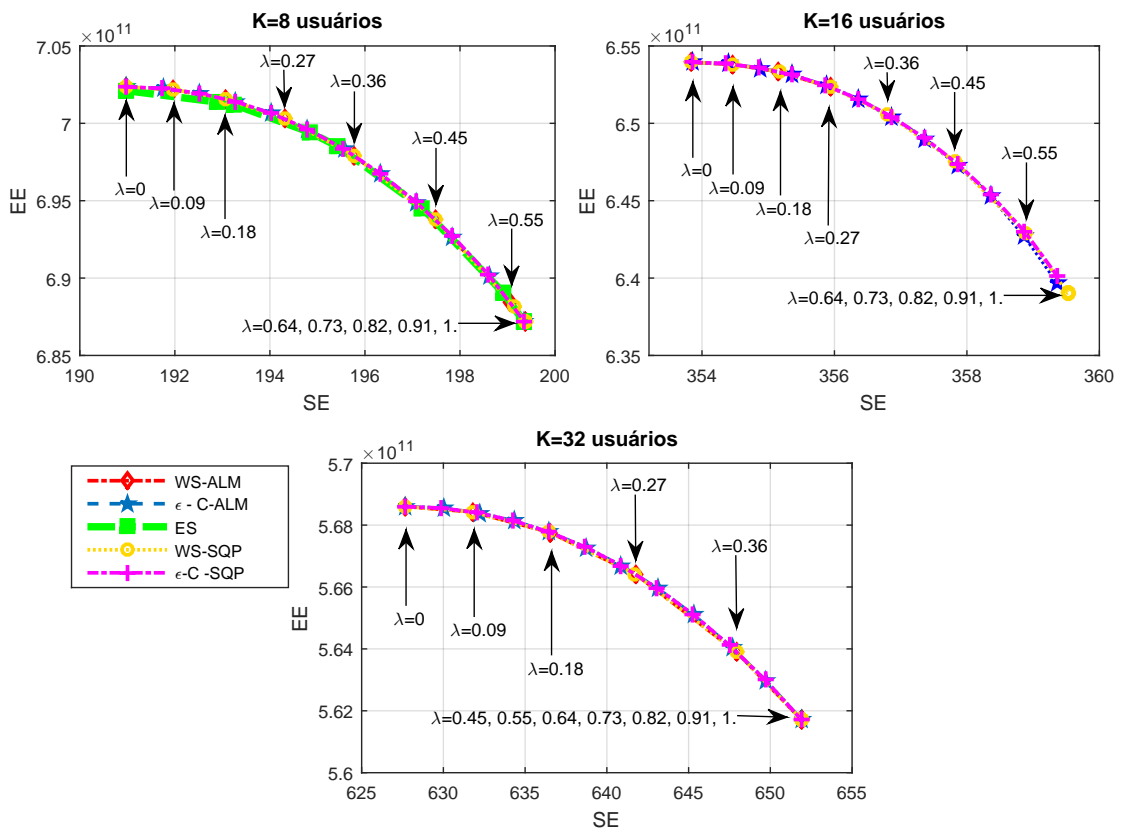 K=8 usuários
×10^11
7.05
7
6.95
6.9
6.85
EE
190 192 194 196 198 200
SE
λ=0
λ=0.09
λ=0.18
λ=0.27
λ=0.36
λ=0.45
λ=0.55
λ=0.64, 0.73, 0.82, 0.91, 1.
K=16 usuários
×10^11
6.55
6.5
6.45
6.4
6.35
EE
354 356 358 360
SE
λ=0
λ=0.09
λ=0.18
λ=0.27
λ=0.36
λ=0.45
λ=0.55
λ=0.64, 0.73, 0.82, 0.91, 1.
WS-ALM
ϵ - C-ALM
ES
WS-SQP
ϵ-C -SQP
K=32 usuários
×10^11
5.7
5.68
5.66
5.64
5.62
5.6
EE
625 630 635 640 645 650 655
SE
λ=0
λ=0.09
λ=0.18
λ=0.27
λ=0.36
λ=0.45, 0.55, 0.64, 0.73, 0.82, 0.91, 1.